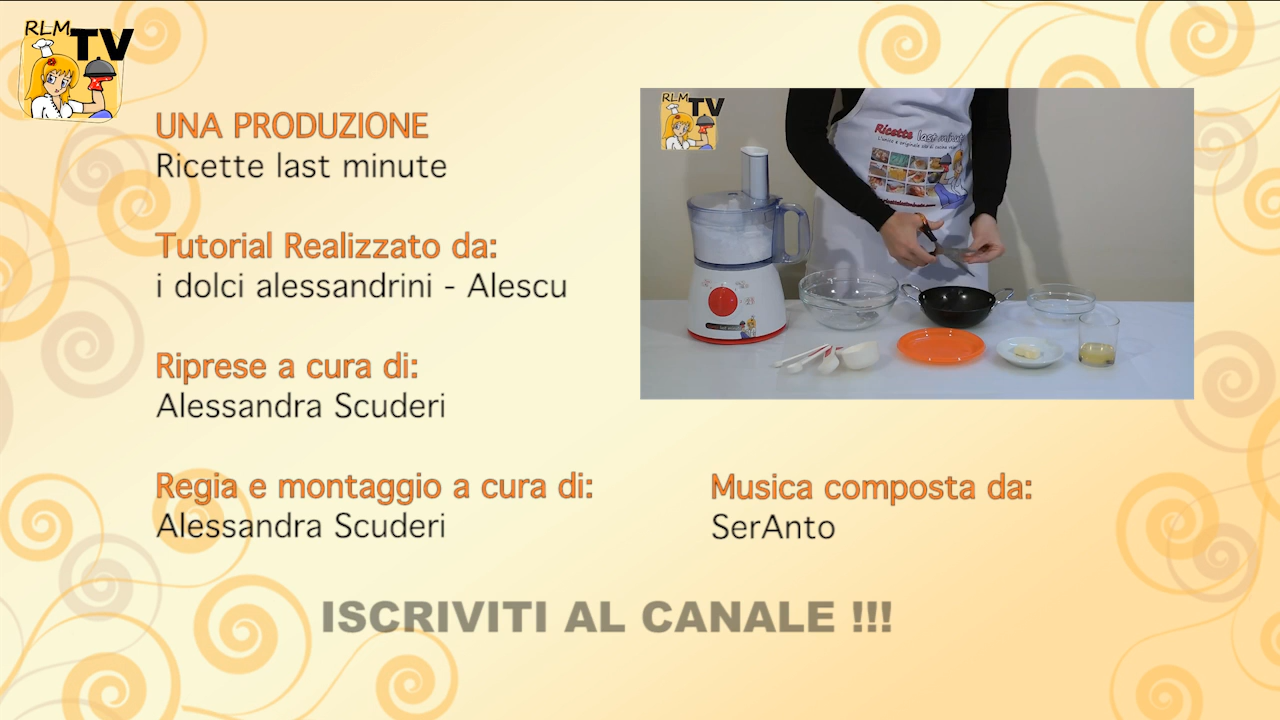 RLM
TV
UNA PRODUZIONE
Ricette last minute
Tutorial Realizzato da:
i dolci alessandrini - Alescu
Riprese a cura di:
Alessandra Scuderi
Regia e montaggio a cura di:
Alessandra Scuderi
RLM
TV
Ricette last minute
Musica composta da:
SerAnto
ISCRIVITI AL CANALE !!!